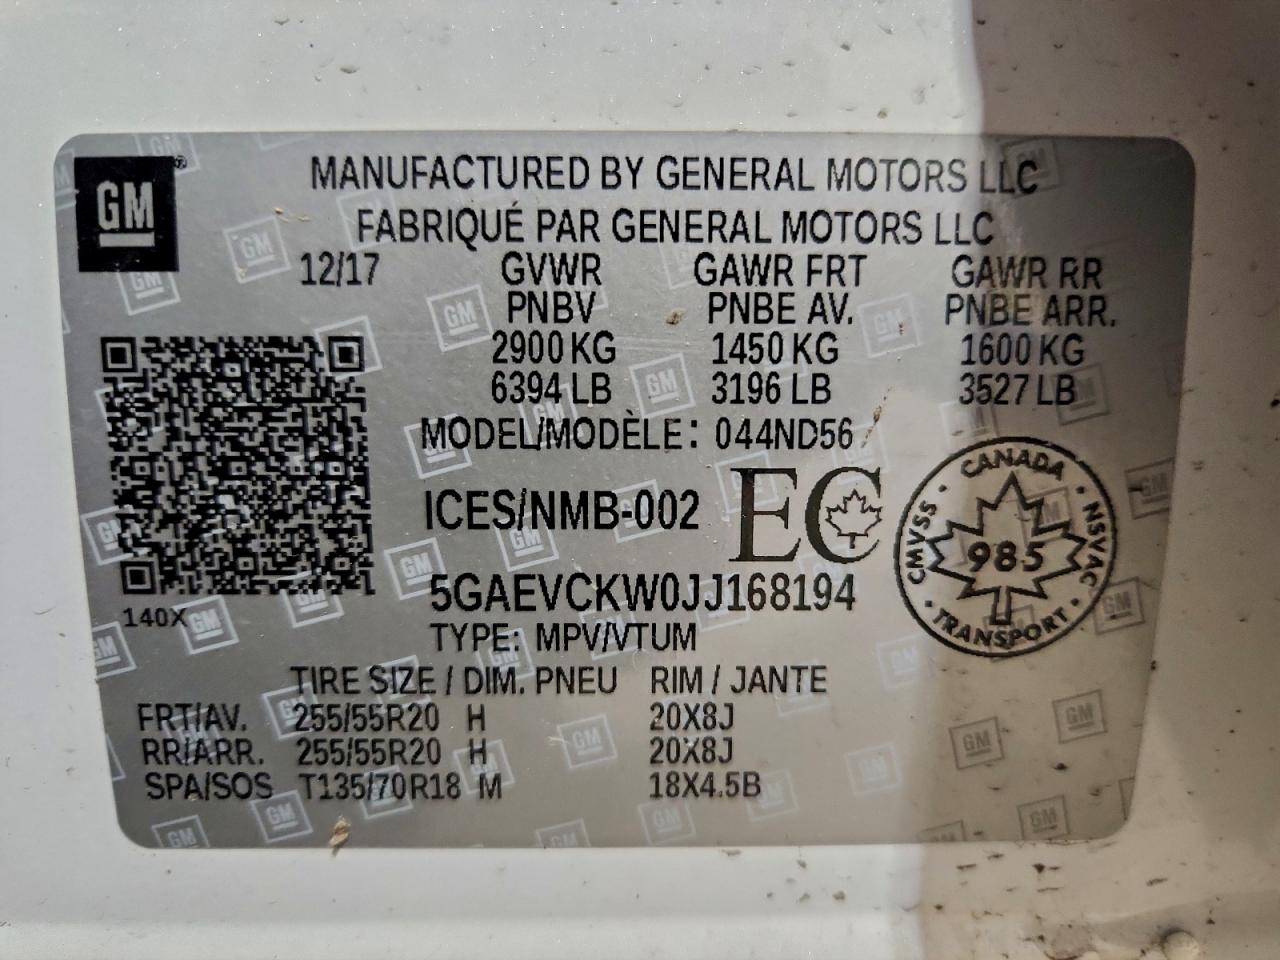 GM®
MANUFACTURED BY GENERAL MOTORS LLC
FABRIQUÉ PAR GENERAL MOTORS LLC
12/17 GVWR GAWR FRT GAWR RR
PNBV PNBE AV. PNBE ARR.
2900 KG 1450 KG 1600 KG
6394 LB 3196 LB 3527 LB
MODEL/MODÈLE: 044ND56
ICES/NMB-002 EC
CANADA
CMVSS · NSVAC
985
TRANSPORT
5GAEVCKW0JJ168194
140X
TYPE: MPV/VTUM
TIRE SIZE / DIM. PNEU RIM / JANTE
FRT/AV. 255/55R20 H 20X8J
RR/ARR. 255/55R20 H 20X8J
SPA/SOS T135/70R18 M 18X4.5B